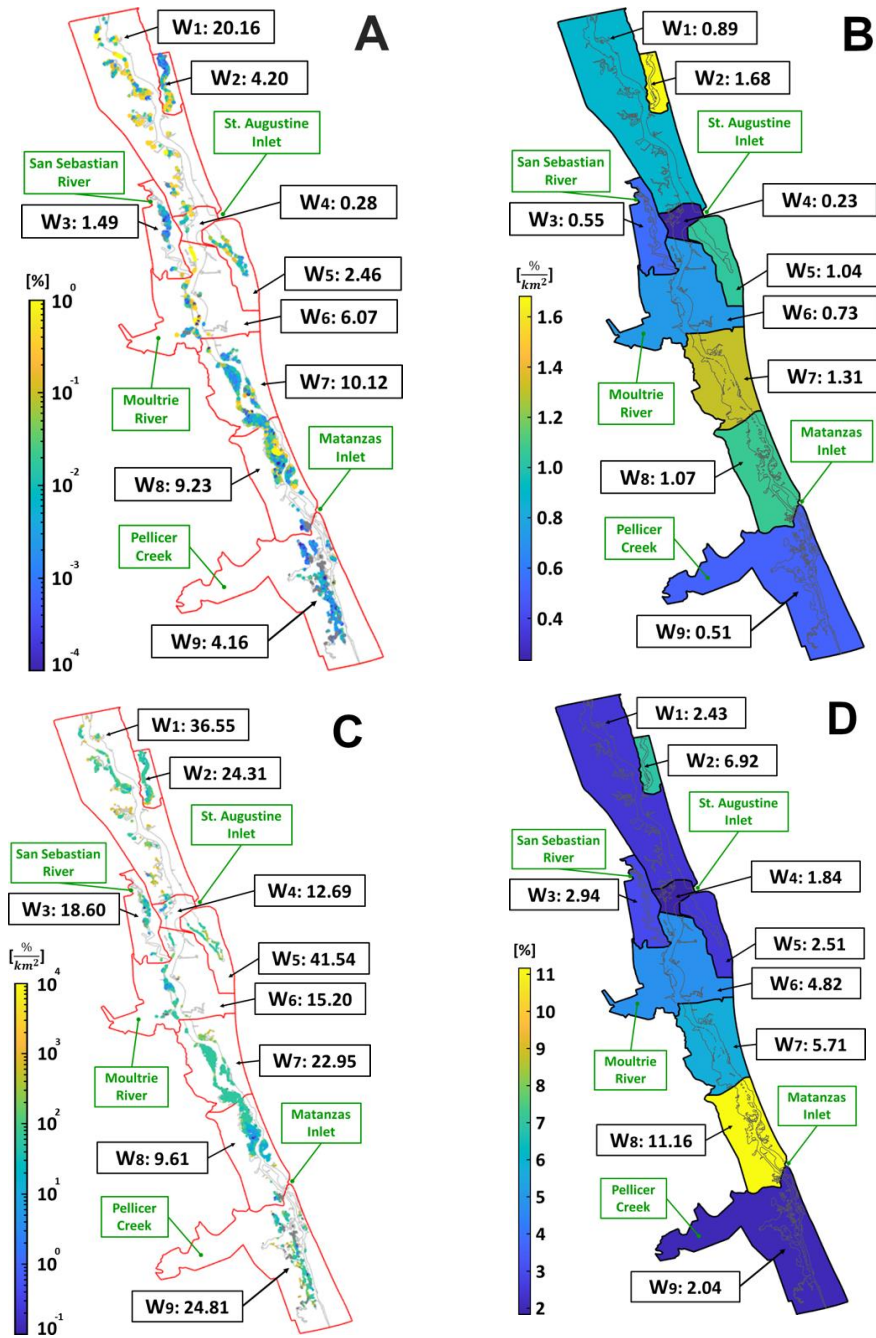 A
W1: 20.16
W2: 4.20
St. Augustine
Inlet
San Sebastian
River
W3: 1.49
W4: 0.28
W5: 2.46
W6: 6.07
[%]
10^0
10^-1
10^-2
10^-3
10^-4
Moultrie
River
W7: 10.12
Matanzas
Inlet
W8: 9.23
Pellicer
Creek
W9: 4.16
B
W1: 0.89
W2: 1.68
St. Augustine
Inlet
San Sebastian
River
W3: 0.55
W4: 0.23
W5: 1.04
W6: 0.73
[%/km^2]
1.6
1.4
1.2
1.0
0.8
0.6
0.4
Moultrie
River
W7: 1.31
Matanzas
Inlet
W8: 1.07
Pellicer
Creek
W9: 0.51
C
W1: 36.55
W2: 24.31
St. Augustine
Inlet
San Sebastian
River
W3: 18.60
W4: 12.69
W5: 41.54
W6: 15.20
[%/km^2]
10^4
10^3
10^2
10^1
10^0
10^-1
Moultrie
River
W7: 22.95
Matanzas
Inlet
W8: 9.61
Pellicer
Creek
W9: 24.81
D
W1: 2.43
W2: 6.92
St. Augustine
Inlet
San Sebastian
River
W3: 2.94
W4: 1.84
W5: 2.51
W6: 4.82
[%]
11
10
9
8
7
6
5
4
3
2
Moultrie
River
W7: 5.71
Matanzas
Inlet
W8: 11.16
Pellicer
Creek
W9: 2.04